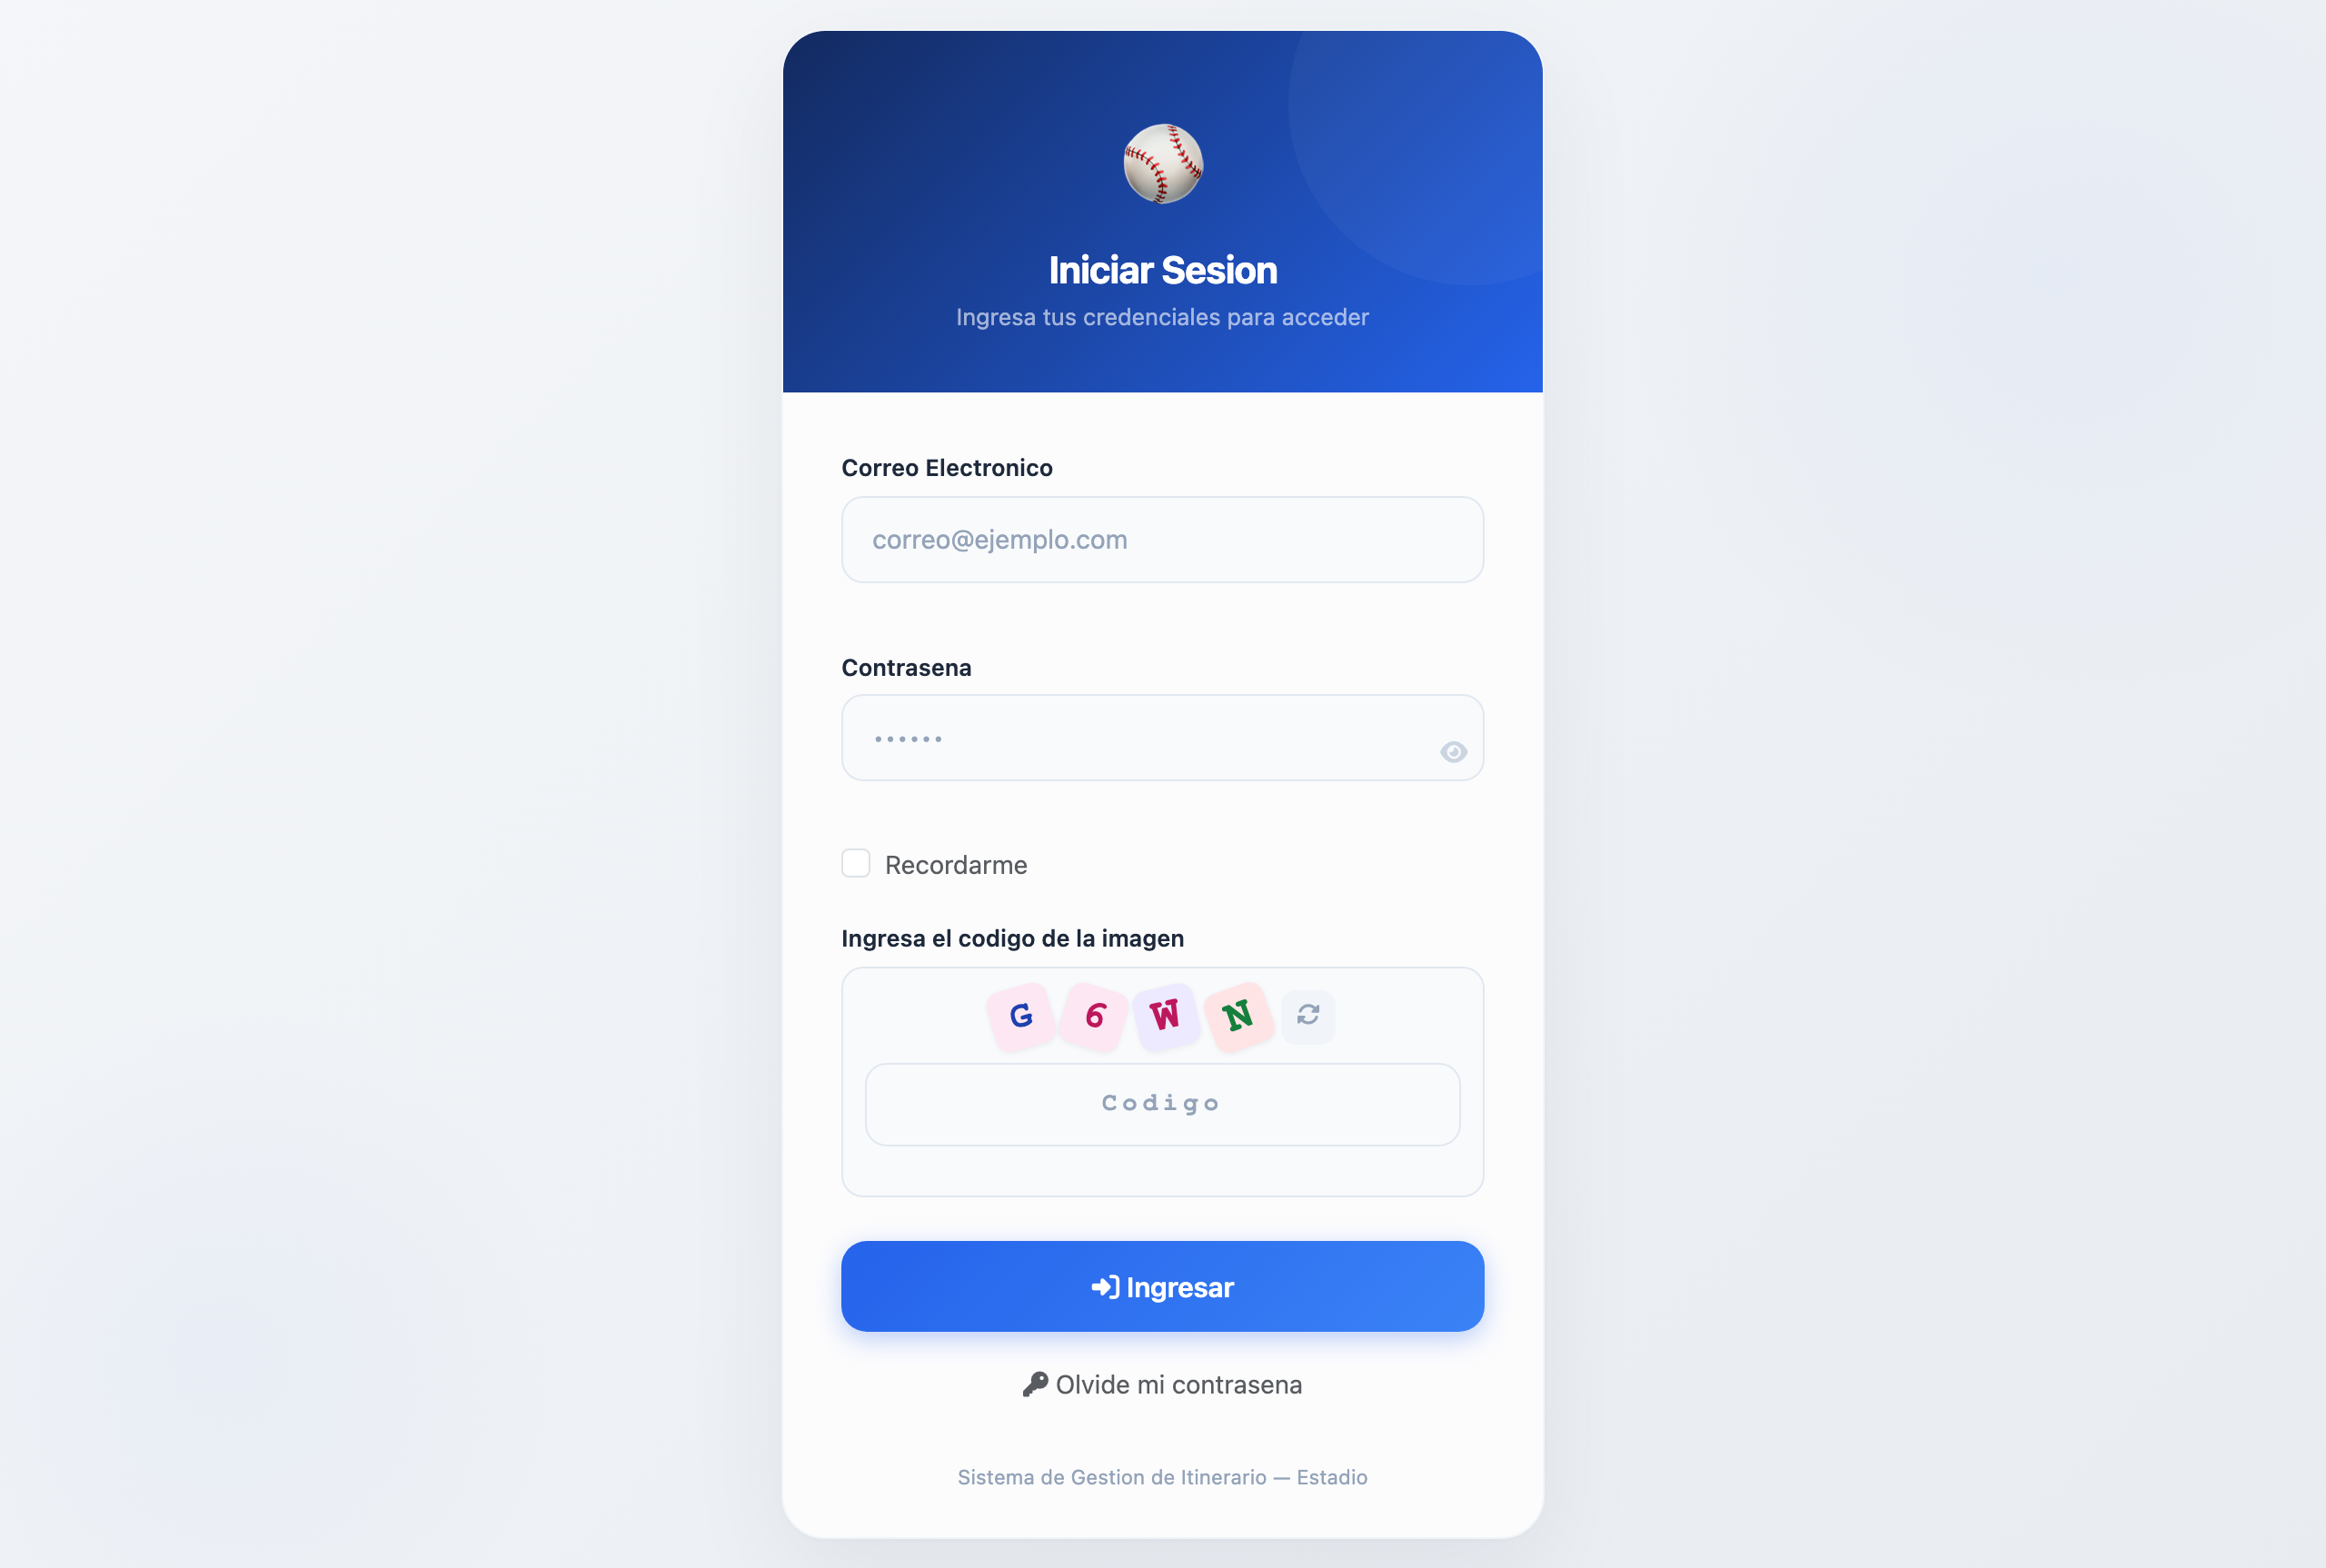 Iniciar Sesion
Ingresa tus credenciales para acceder
Correo Electronico
correo@ejemplo.com
Contrasena
••••••
Recordarme
Ingresa el codigo de la imagen
G 6 W N
Codigo
Ingresar
Olvide mi contrasena
Sistema de Gestion de Itinerario — Estadio